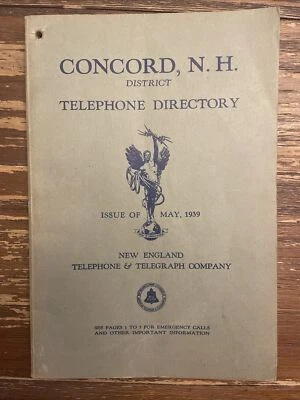 CONCORD, N. H.
DISTRICT
TELEPHONE DIRECTORY
ISSUE OF MAY, 1939
NEW ENGLAND
TELEPHONE & TELEGRAPH COMPANY
SEE PAGES 1 TO 7 FOR EMERGENCY CALLS
AND OTHER IMPORTANT INFORMATION